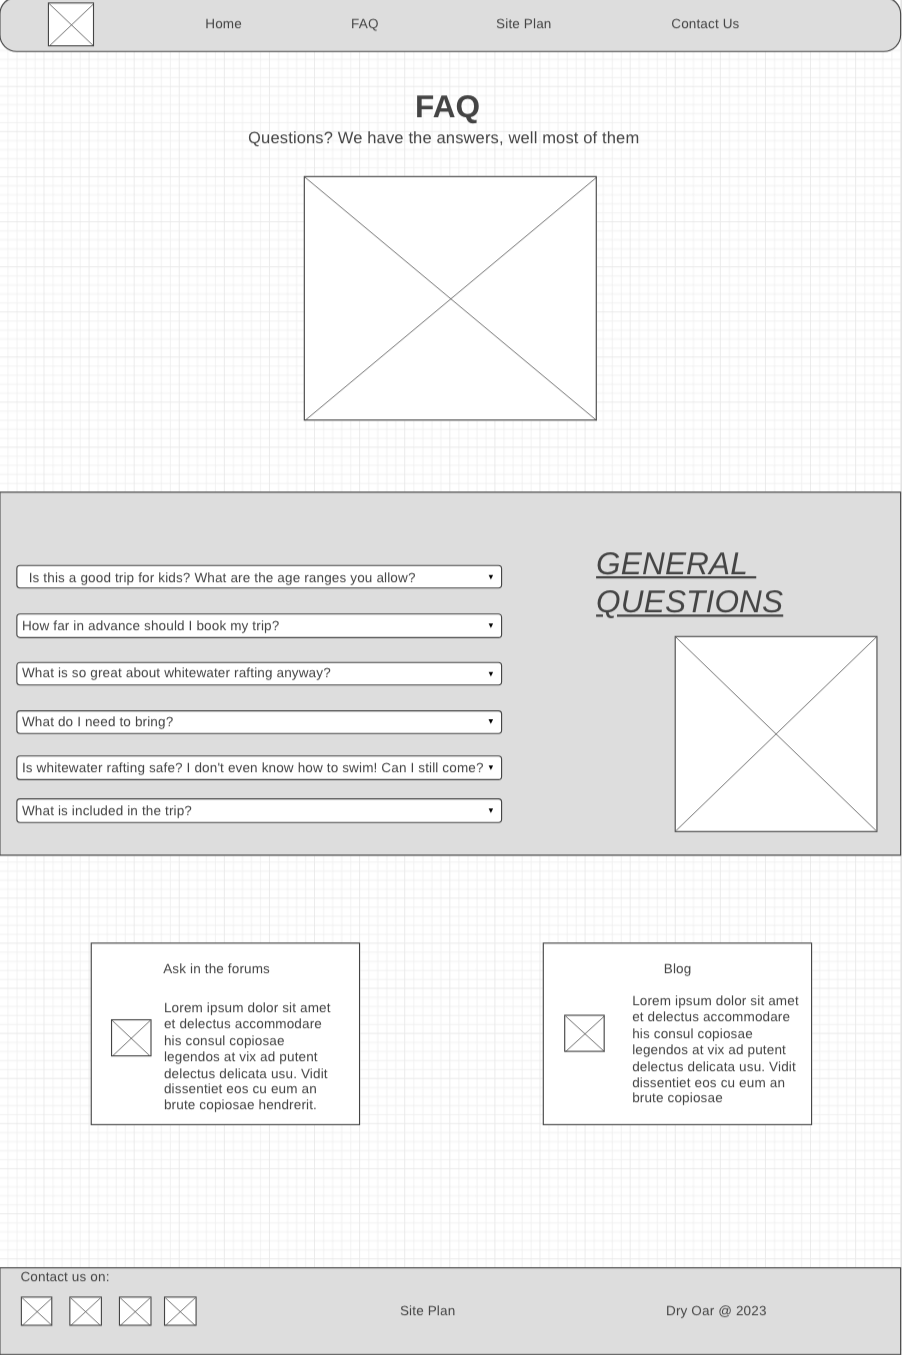 Home FAQ Site Plan Contact Us
FAQ
Questions? We have the answers, well most of them
GENERAL
QUESTIONS
Is this a good trip for kids? What are the age ranges you allow?
How far in advance should I book my trip?
What is so great about whitewater rafting anyway?
What do I need to bring?
Is whitewater rafting safe? I don't even know how to swim! Can I still come?
What is included in the trip?
Ask in the forums
Lorem ipsum dolor sit amet
et delectus accommodare
his consul copiosae
legendos at vix ad putent
delectus delicata usu. Vidit
dissentiet eos cu eum an
brute copiosae hendrerit.
Blog
Lorem ipsum dolor sit amet
et delectus accommodare
his consul copiosae
legendos at vix ad putent
delectus delicata usu. Vidit
dissentiet eos cu eum an
brute copiosae
Contact us on:
Site Plan
Dry Oar @ 2023